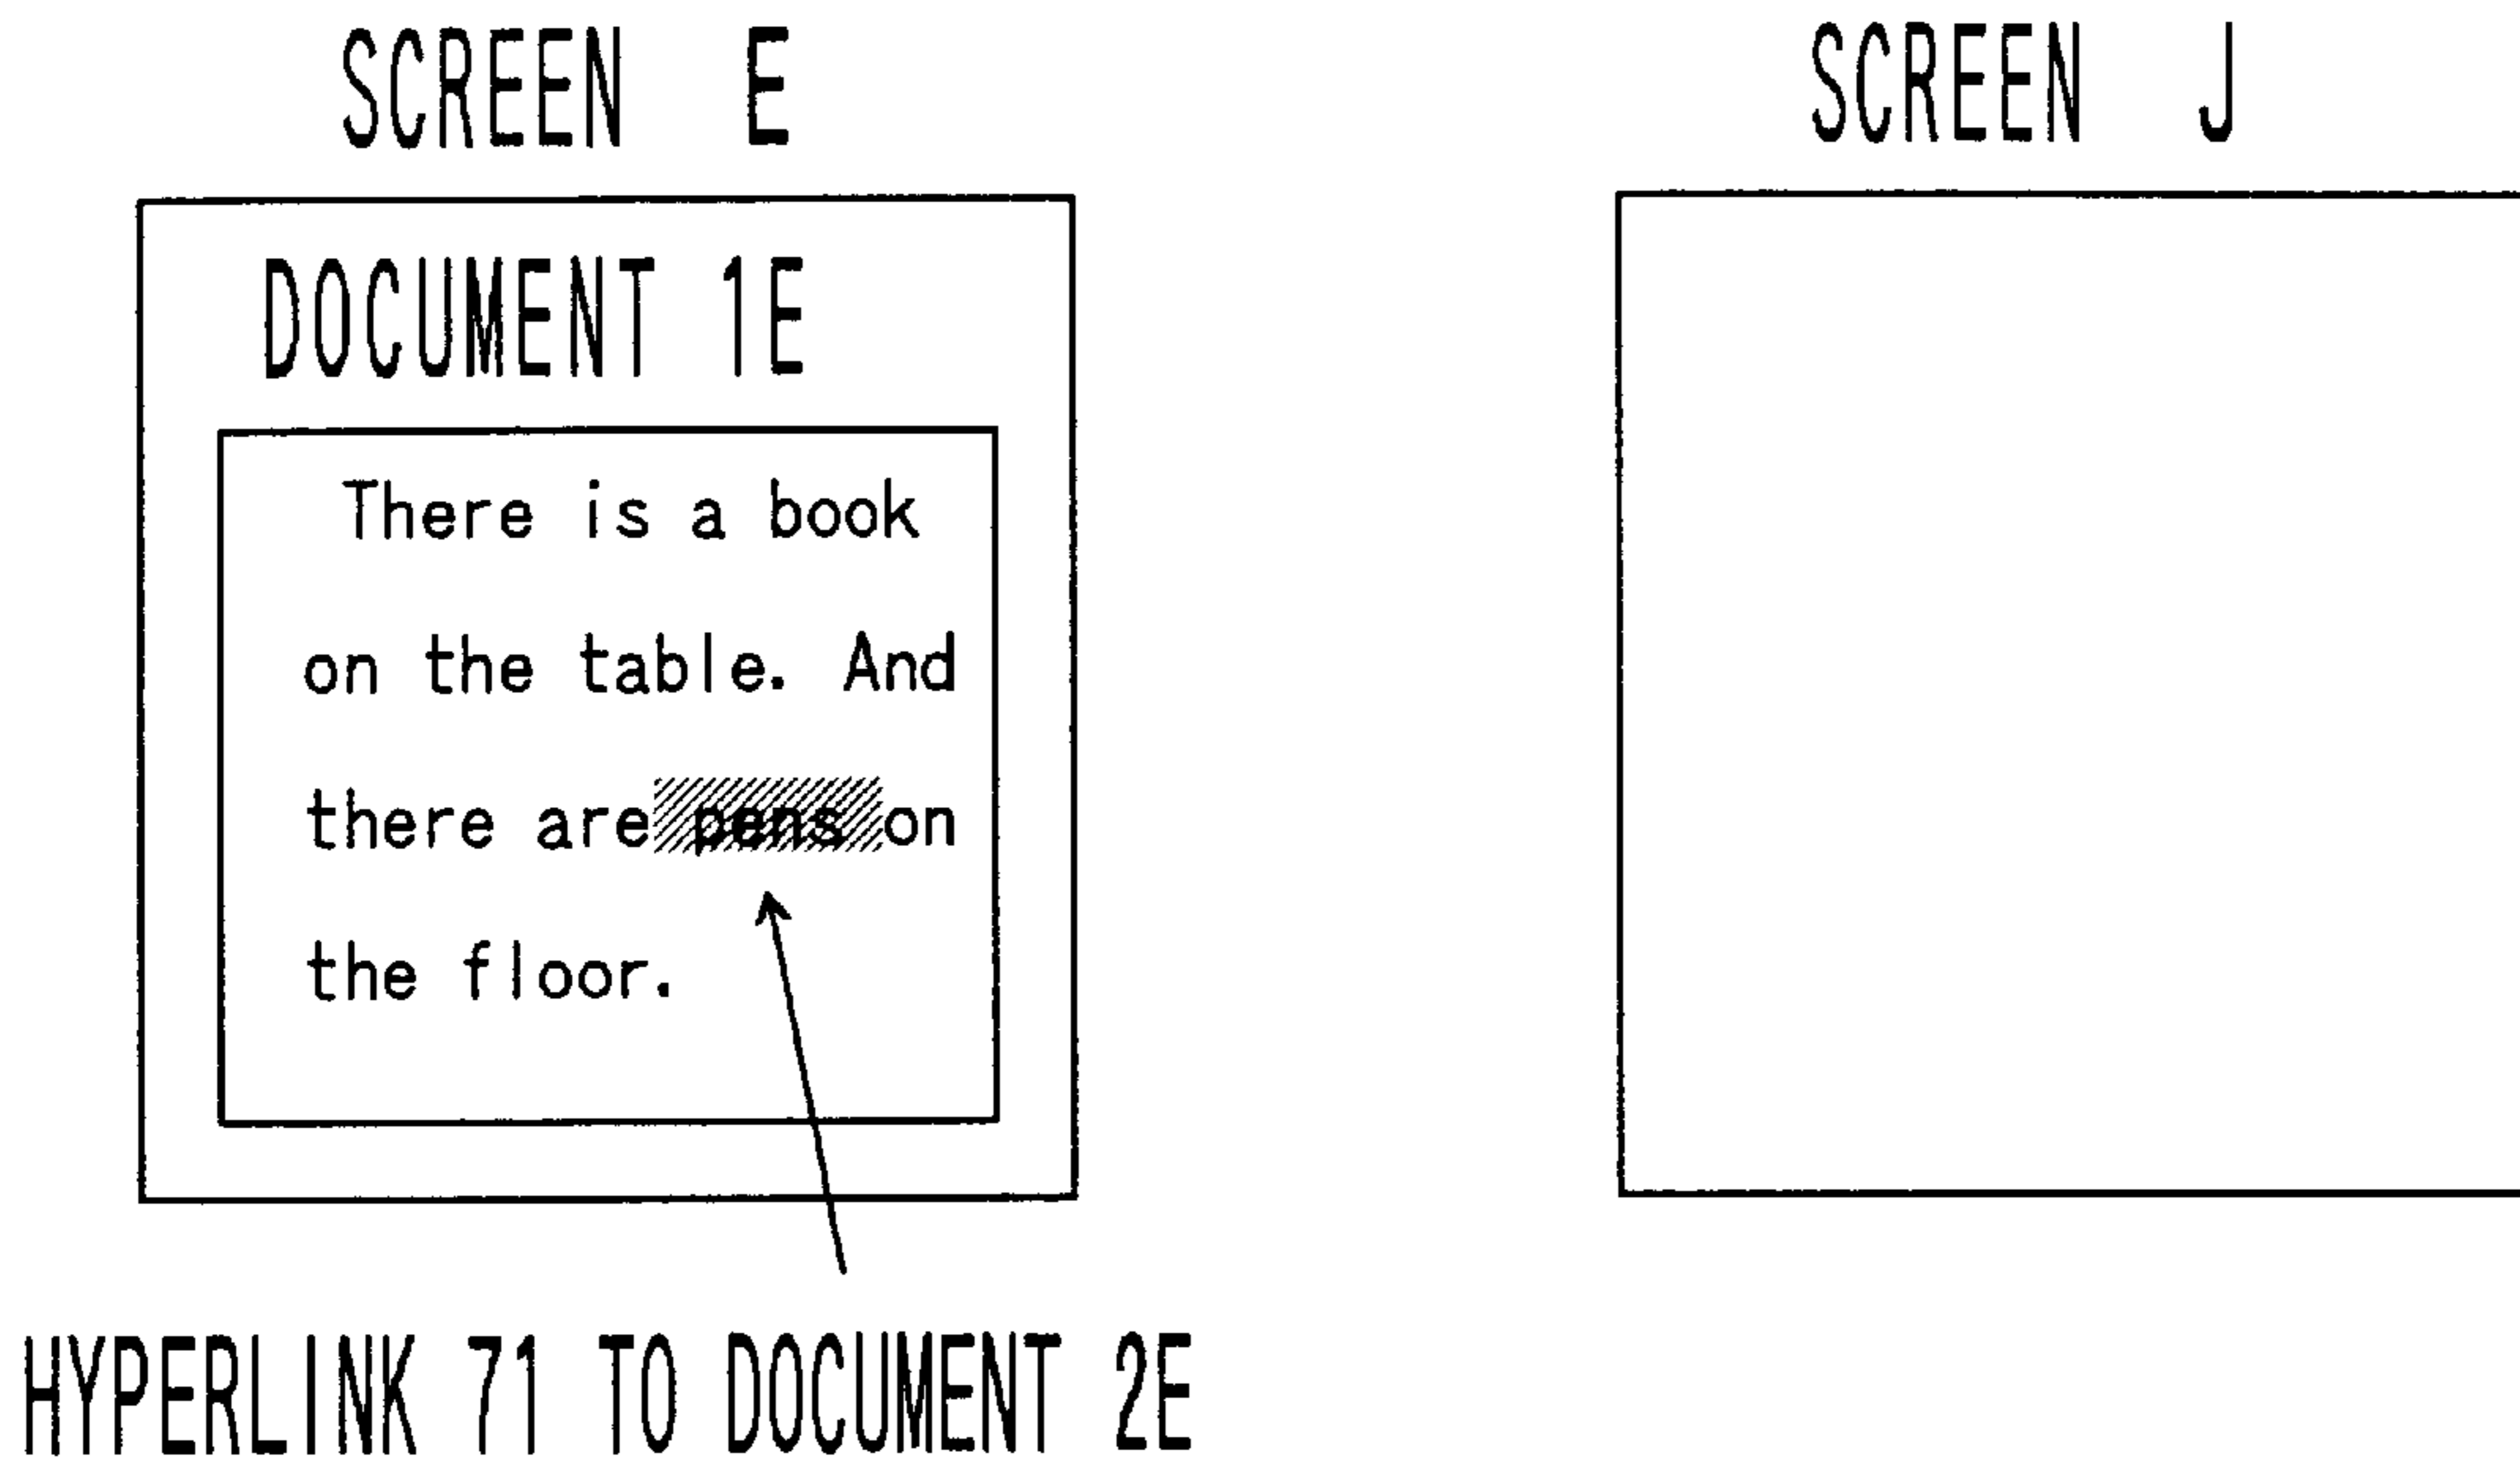 SCREEN E
SCREEN J
DOCUMENT 1E
There is a book
on the table. And
there are pens on
the floor.
HYPERLINK 71 TO DOCUMENT 2E